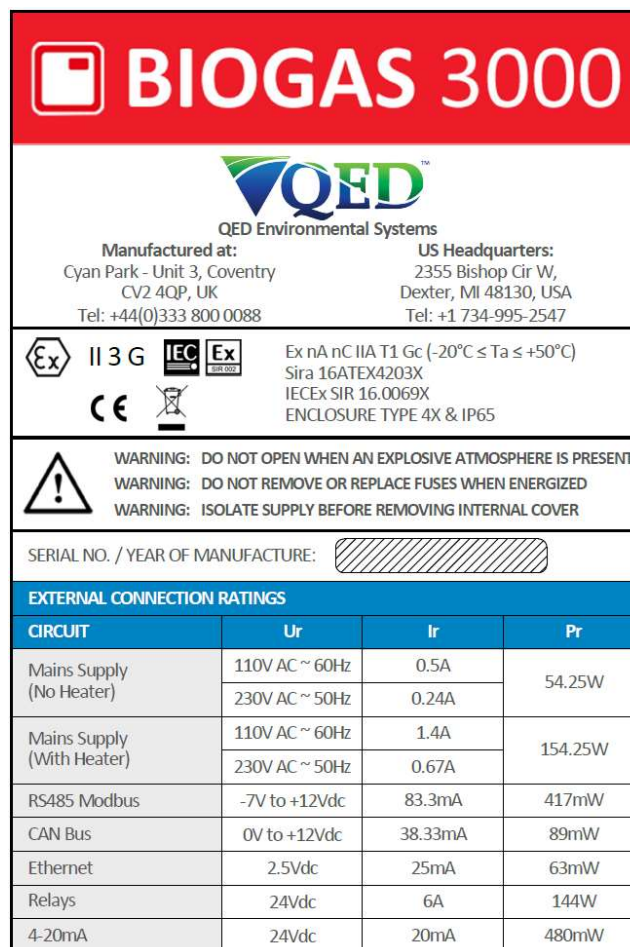 BIOGAS 3000
QED™
QED Environmental Systems
Manufactured at:
Cyan Park - Unit 3, Coventry
CV2 4QP, UK
Tel: +44(0)333 800 0088
US Headquarters:
2355 Bishop Cir W,
Dexter, MI 48130, USA
Tel: +1 734-995-2547
Ex II 3 G IEC Ex
SIR 002
CE
Ex nA nC IIA T1 Gc (-20°C ≤ Ta ≤ +50°C)
Sira 16ATEX4203X
IECEx SIR 16.0069X
ENCLOSURE TYPE 4X & IP65
WARNING: DO NOT OPEN WHEN AN EXPLOSIVE ATMOSPHERE IS PRESENT
WARNING: DO NOT REMOVE OR REPLACE FUSES WHEN ENERGIZED
WARNING: ISOLATE SUPPLY BEFORE REMOVING INTERNAL COVER
SERIAL NO. / YEAR OF MANUFACTURE:
EXTERNAL CONNECTION RATINGS
CIRCUIT Ur Ir Pr
Mains Supply
(No Heater)
110V AC ~ 60Hz 0.5A
230V AC ~ 50Hz 0.24A
54.25W
Mains Supply
(With Heater)
110V AC ~ 60Hz 1.4A
230V AC ~ 50Hz 0.67A
154.25W
RS485 Modbus -7V to +12Vdc 83.3mA 417mW
CAN Bus 0V to +12Vdc 38.33mA 89mW
Ethernet 2.5Vdc 25mA 63mW
Relays 24Vdc 6A 144W
4-20mA 24Vdc 20mA 480mW